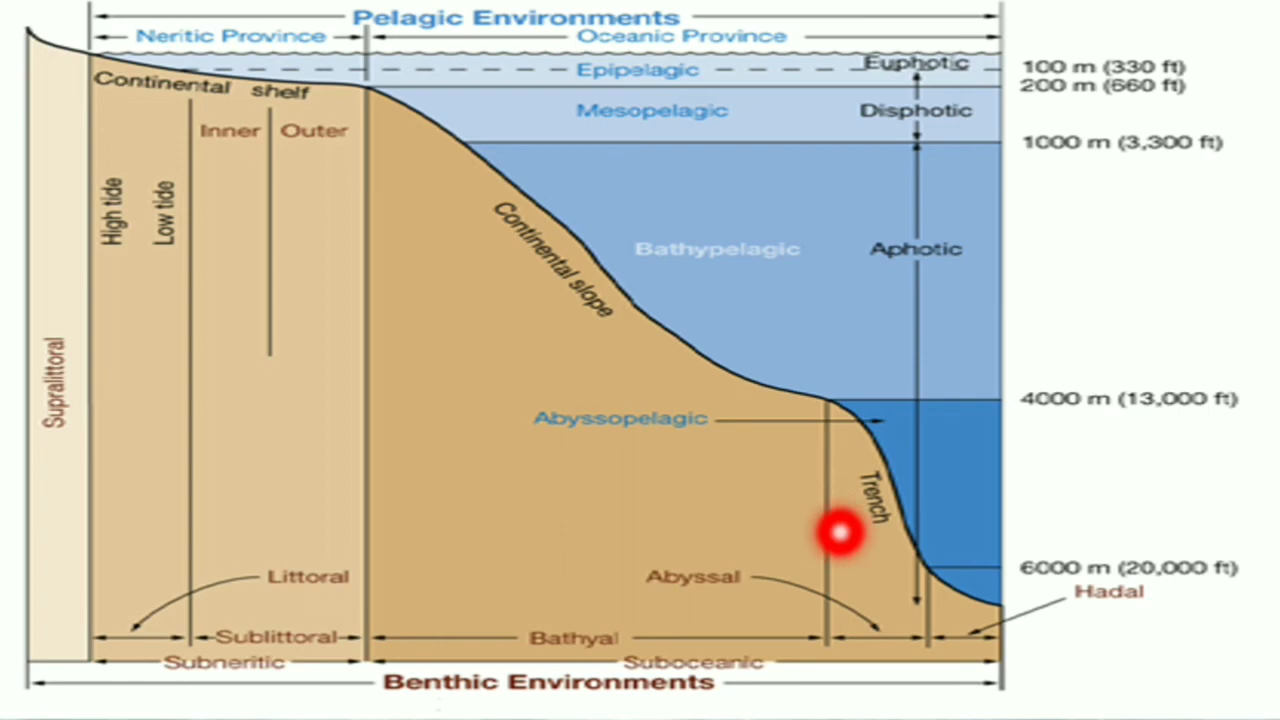 Pelagic Environments
Neritic Province
Oceanic Province
Epipelagic
Euphotic
100 m (330 ft)
200 m (660 ft)
Continental shelf
Mesopelagic
Disphotic
Inner
Outer
1000 m (3,300 ft)
High tide
Low tide
Continental slope
Bathypelagic
Aphotic
Supralittoral
4000 m (13,000 ft)
Abyssopelagic
Trench
6000 m (20,000 ft)
Littoral
Abyssal
Hadal
Sublittoral
Bathyal
Subneritic
Suboceanic
Benthic Environments